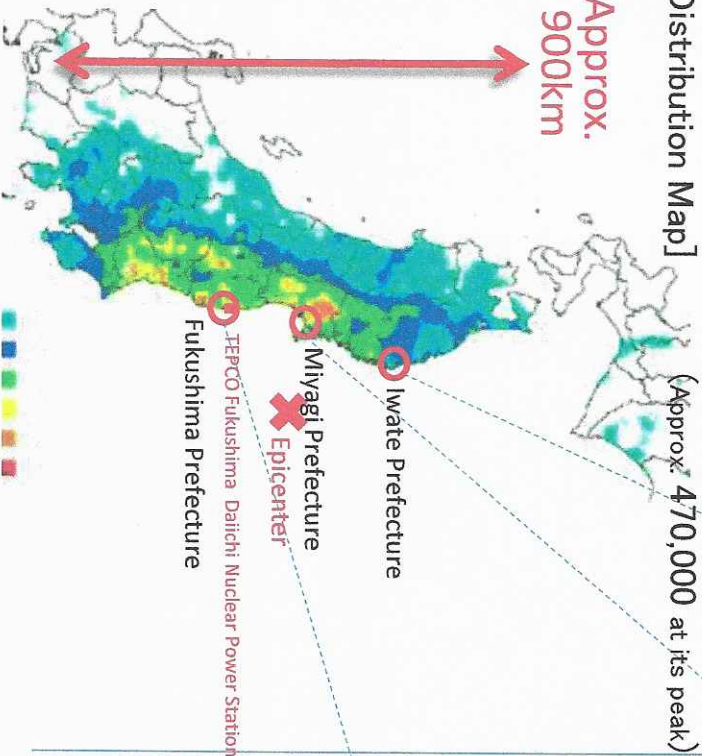 Distribution Map]
(Approx. 470,000 at its peak)
Approx.
900km
Iwate Prefecture
Miyagi Prefecture
Epicenter
TEPCO Fukushima Daiichi Nuclear Power Station
Fukushima Prefecture